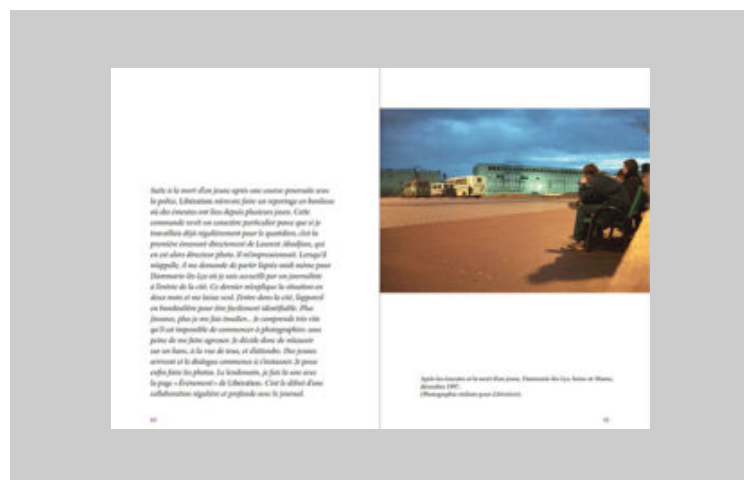 Suite à la mort d'un jeune après une course-poursuite avec
la police, Libération m'envoie faire un reportage en banlieue
où des émeutes ont lieu depuis plusieurs jours. Cette
commande revêt un caractère particulier parce que si je
travaillais déjà régulièrement pour le quotidien, c'est la
première émanant directement de Laurent Abadjian, qui
en est alors directeur photo. Il m'impressionnait. Lorsqu'il
m'appelle, il me demande de partir l'après-midi même pour
Dammarie-lès-Lys où je suis accueilli par un journaliste
à l'entrée de la cité. Ce dernier m'explique la situation en
deux mots et me laisse seul. J'entre dans la cité, l'appareil
en bandoulière pour être facilement identifiable. Plus
j'avance, plus je me fais insulter... Je comprends très vite
qu'il est impossible de commencer à photographier sans
peine de me faire agresser. Je décide donc de m'asseoir
sur un banc, à la vue de tous, et d'attendre. Des jeunes
arrivent et le dialogue commence à s'instaurer. Je peux
enfin faire les photos. Le lendemain, je fais la une avec
la page « Événement » de Libération. C'est le début d'une
collaboration régulière et profonde avec le journal.
Après les émeutes et la mort d'un jeune, Dammarie-lès-Lys, Seine-et-Marne,
décembre 1997.
(Photographie réalisée pour Libération).